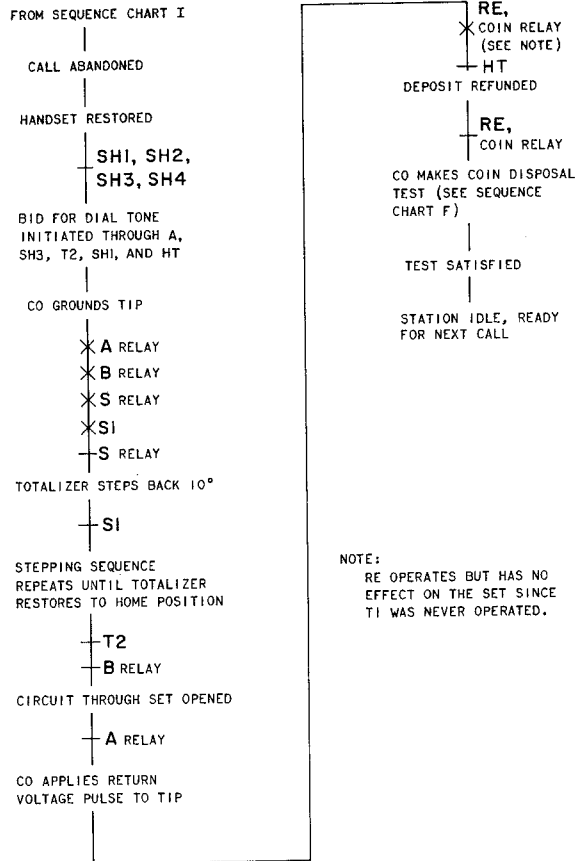 FROM SEQUENCE CHART I
CALL ABANDONED
HANDSET RESTORED
SH1, SH2,
SH3, SH4
BID FOR DIAL TONE
INITIATED THROUGH A,
SH3, T2, SH1, AND HT
CO GROUNDS TIP
A RELAY
B RELAY
S RELAY
S1
S RELAY
TOTALIZER STEPS BACK 10°
S1
STEPPING SEQUENCE
REPEATS UNTIL TOTALIZER
RESTORES TO HOME POSITION
T2
B RELAY
CIRCUIT THROUGH SET OPENED
A RELAY
CO APPLIES RETURN
VOLTAGE PULSE TO TIP
RE,
COIN RELAY
(SEE NOTE)
HT
DEPOSIT REFUNDED
RE,
COIN RELAY
CO MAKES COIN DISPOSAL
TEST (SEE SEQUENCE
CHART F)
TEST SATISFIED
STATION IDLE, READY
FOR NEXT CALL
NOTE:
RE OPERATES BUT HAS NO
EFFECT ON THE SET SINCE
T1 WAS NEVER OPERATED.